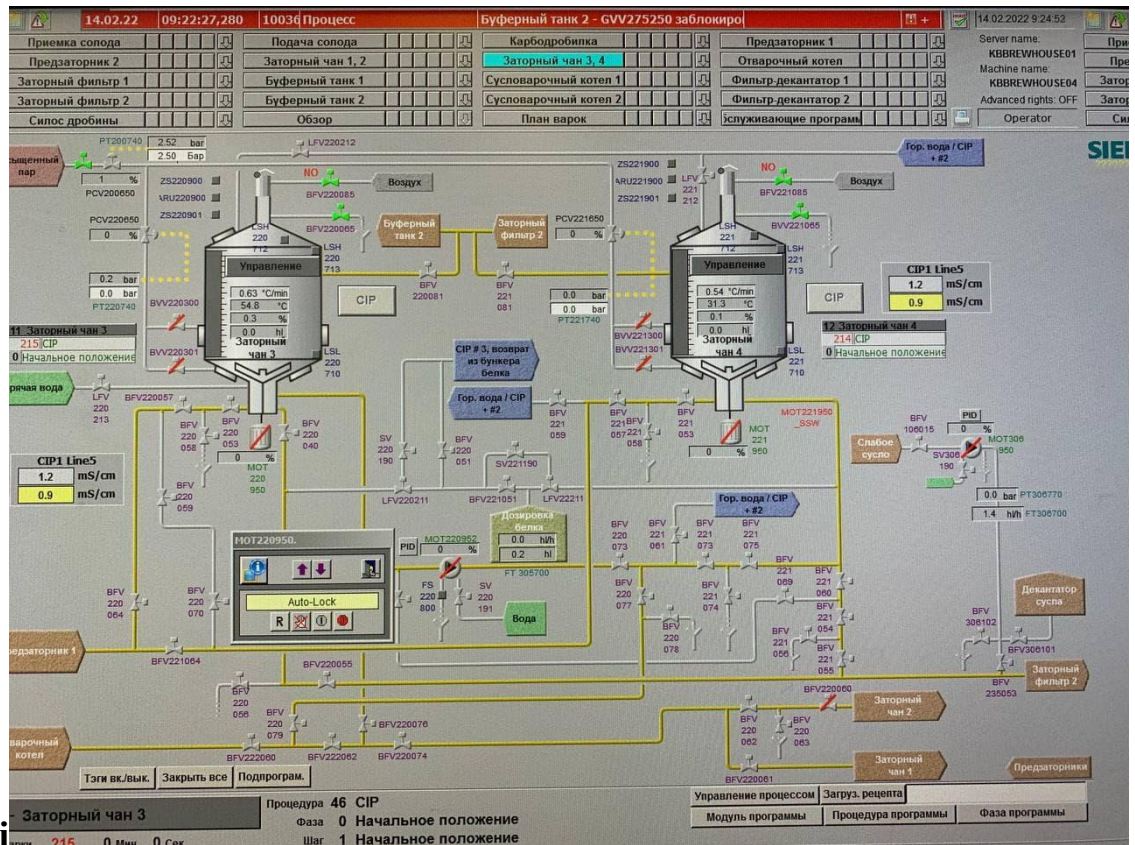 14.02.22 09:22:27,280 10036 Процесс Буферный танк 2 - GVV275250 заблокиро + 14.02.2022 9:24:53
Приемка солода Подача солода Карбодробилка Предзаторник 1
Предзаторник 2 Заторный чан 1, 2 Заторный чан 3, 4 Отварочный котел
Заторный фильтр 1 Буферный танк 1 Сусловарочный котел 1 Фильтр-декантатор 1
Заторный фильтр 2 Буферный танк 2 Сусловарочный котел 2 Фильтр-декантатор 2
Силос дробины Обзор План варок эслуживающие програмы
Server name:
KBBREWHOUSE01
Machine name:
KBBREWHOUSE04
Advanced rights: OFF
Operator
SIE
PT200740 2.52 bar
2.50 Бар
LFV220212
сыщенный
пар
1 %
PCV200650
ZS220900
ARU220900
ZS220901
NO
BFV220085
Воздух
BFV220065
PCV220650
0 %
0.2 bar
0.0 bar
PT220740
LSH
220
712
LSH
220
713
Управление
0.63 °C/min
54.8 °C
0.3 %
0.0 hl
Заторный
чан 3
BVV220300
BVV220301
LSL
220
710
CIP
Буферный
танк 2
Заторный
фильтр 2
BFV
220081
BFV
221
081
ZS221900
ARU221900
ZS221901
LFV
221
212
Гор. вода / CIP
+ #2
NO
BFV221085
Воздух
BVV221065
PCV221650
0 %
0.0 bar
0.0 bar
PT221740
LSH
221
712
LSH
221
713
Управление
0.54 °C/min
31.3 °C
0.1 %
0.0 hl
Заторный
чан 4
BVV221300
BVV221301
LSL
221
710
CIP
CIP1 Line5
1.2 mS/cm
0.9 mS/cm
11 Заторный чан 3
215 CIP
0 Начальное положение
12 Заторный чан 4
214 CIP
0 Начальное положение
рячая вода
LFV
220
213
BFV220057
BFV
220
058
BFV
220
053
BFV
220
040
0 %
MOT
220
950
CIP1 Line5
1.2 mS/cm
0.9 mS/cm
BFV
220
059
CIP # 3, возврат
из бункера
белка
Гор. вода / CIP
+ #2
SV
220
190
BFV
220
051
LFV220211
SV221190
BFV221051
LFV22211
BFV
221
059
BFV
221
057
BFV
221
058
BFV
221
053
0 %
MOT
221
950
MOT221950
_SSW
Слабое
сусло
BFV
106015
PID
0 %
MOT306
950
SV306
190
0.0 bar PT306770
1.4 hl/h FT306700
Дозировка
белка
0.0 hl/h
0.2 hl
FT 305700
MOT220950.
Auto-Lock
R
PID
MOT220952
0 %
FS
220
800
SV
220
191
Вода
Гор. вода / CIP
+ #2
BFV
220
073
BFV
221
061
BFV
221
073
BFV
221
075
BFV
220
077
BFV
221
074
BFV
220
078
BFV
221
069
BFV
221
060
BFV
221
054
BFV
221
056
BFV
221
055
BFV
220
064
BFV
220
070
едзаторник 1
BFV221064
BFV220055
BFV
220
056
BFV
220
079
BFV220076
варочный
котел
BFV220060
BFV220062
BFV220074
BFV220060
BFV
220
062
BFV
220
063
BFV220061
Заторный
чан 2
Заторный
чан 1
Декантатор
сусла
BFV
306102
BFV306101
BFV
235053
Заторный
фильтр 2
Предзаторники
Тэги вк./вык. Закрыть все Подпрограм.
Управление процессом Загруз. рецепта
Модуль программы Процедура программы Фаза программы
- Заторный чан 3
215 0 Мин 0 Сек
Процедура 46 CIP
Фаза 0 Начальное положение
Шаг 1 Начальное положение